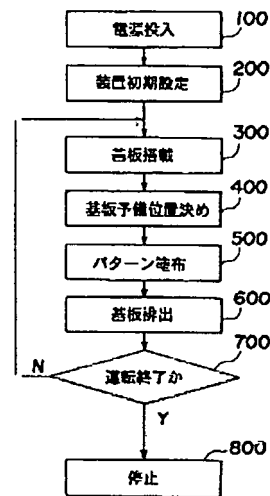 電源投入
100
装置初期設定
200
基板搭載
300
基板予備位置決め
400
パターン塗布
500
基板排出
600
運転終了か
700
N
Y
停止
800